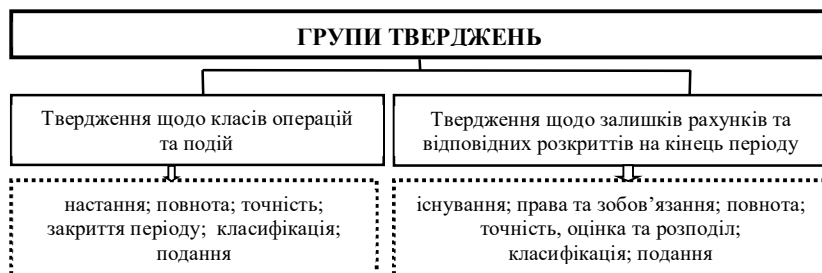 ГРУПИ ТВЕРДЖЕНЬ
Твердження щодо класів операцій
та подій
Твердження щодо залишків рахунків та
відповідних розкриттів на кінець періоду
настання; повнота; точність;
закриття періоду; класифікація;
подання
існування; права та зобов’язання; повнота;
точність, оцінка та розподіл;
класифікація; подання